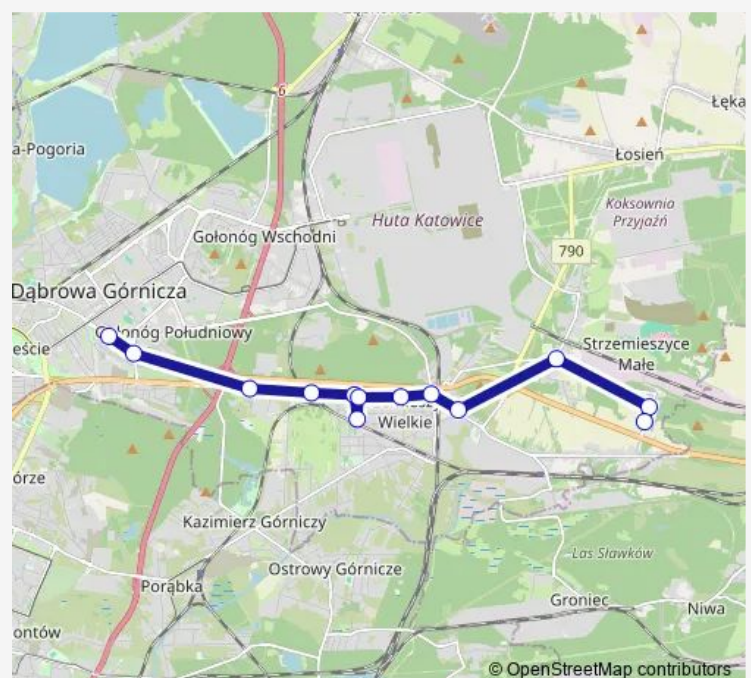 6
Łęka
a-Pogoria
Łosień
Koksownia
Przyjaźń
Huta Katowice
Gołonóg Wschodni
790
Dąbrowa Górnicza
Południowy
eście
Strzemieszyce
Małe
Wielkie
órze
Kazimierz Górniczy
Las Sławków
Ostrowy Górnicze
Porąbka
Groniec
Niwa
ontów
© OpenStreetMap contributors